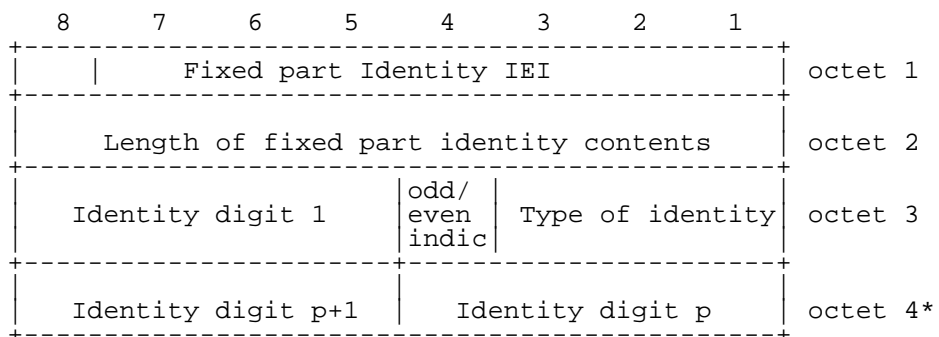 8 7 6 5 4 3 2 1
Fixed part Identity IEI octet 1
Length of fixed part identity contents octet 2
odd/
Identity digit 1 even Type of identity octet 3
indic
Identity digit p+1 Identity digit p octet 4*